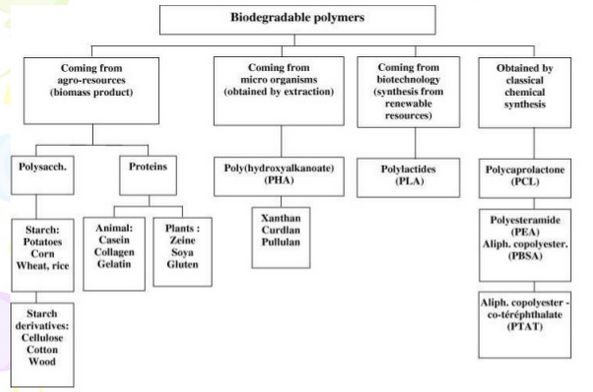 Biodegradable polymers
Coming from
agro-resources
(biomass product)
Coming from
micro organisms
(obtained by extraction)
Coming from
biotechnology
(synthesis from
renewable
resources)
Obtained by
classical
chemical
synthesis
Polysacch.
Proteins
Poly(hydroxyalkanoate)
(PHA)
Polylactides
(PLA)
Polycaprolactone
(PCL)
Starch:
Potatoes
Corn
Wheat, rice
Animal:
Casein
Collagen
Gelatin
Plants :
Zeine
Soya
Gluten
Xanthan
Curdlan
Pullulan
Polyesteramide
(PEA)
Aliph. copolyester.
(PBSA)
Starch
derivatives:
Cellulose
Cotton
Wood
Aliph. copolyester -
co-téréphthalate
(PTAT)